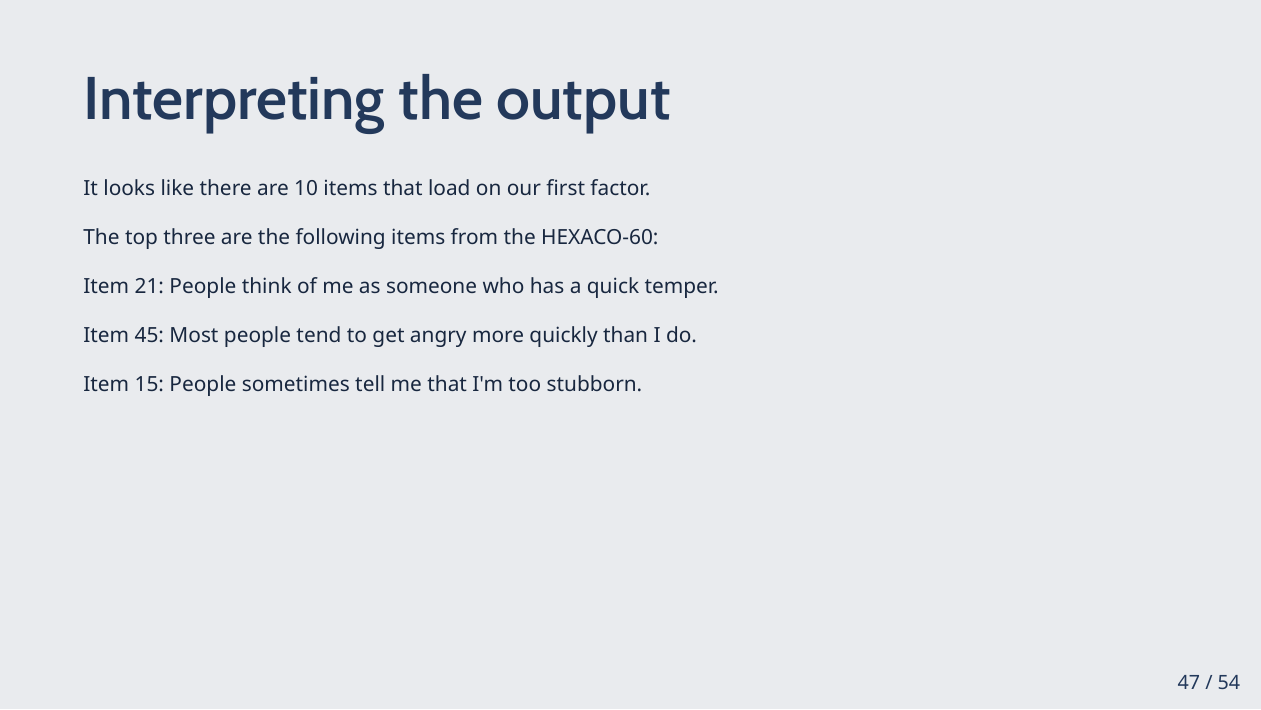 Interpreting the output
It looks like there are 10 items that load on our first factor.
The top three are the following items from the HEXACO-60:
Item 21: People think of me as someone who has a quick temper.
Item 45: Most people tend to get angry more quickly than I do.
Item 15: People sometimes tell me that I'm too stubborn.
47 / 54